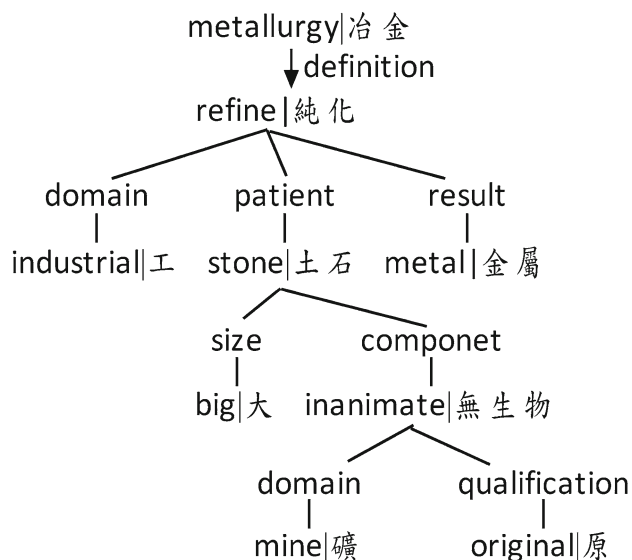 metallurgy|冶金
definition
refine|純化
domain patient result
industrial|工 stone|土石 metal|金屬
size componet
big|大 inanimate|無生物
domain qualification
mine|礦 original|原